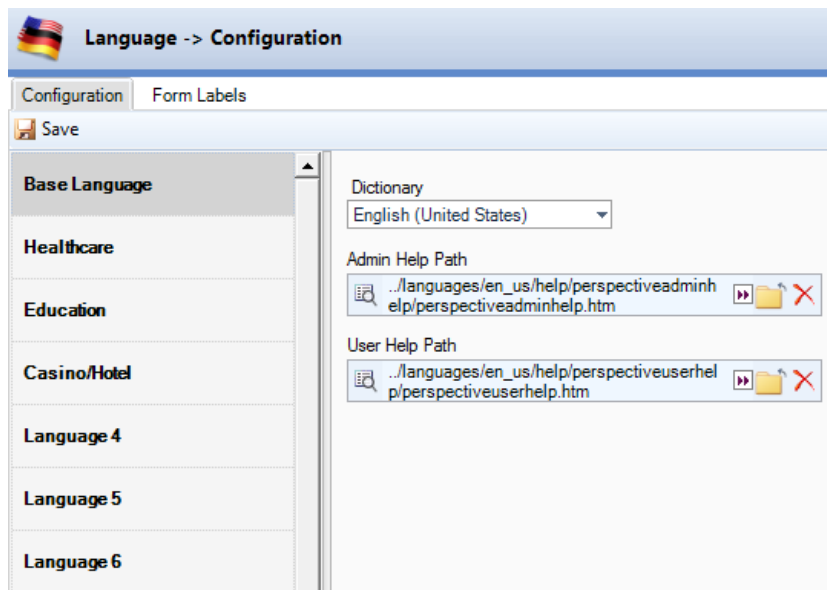 Language -> Configuration
Configuration Form Labels
Save
Base Language
Healthcare
Education
Casino/Hotel
Language 4
Language 5
Language 6
Dictionary
English (United States)
Admin Help Path
../languages/en_us/help/perspectiveadminh
elp/perspectiveadminhelp.htm
User Help Path
../languages/en_us/help/perspectiveuserhel
p/perspectiveuserhelp.htm